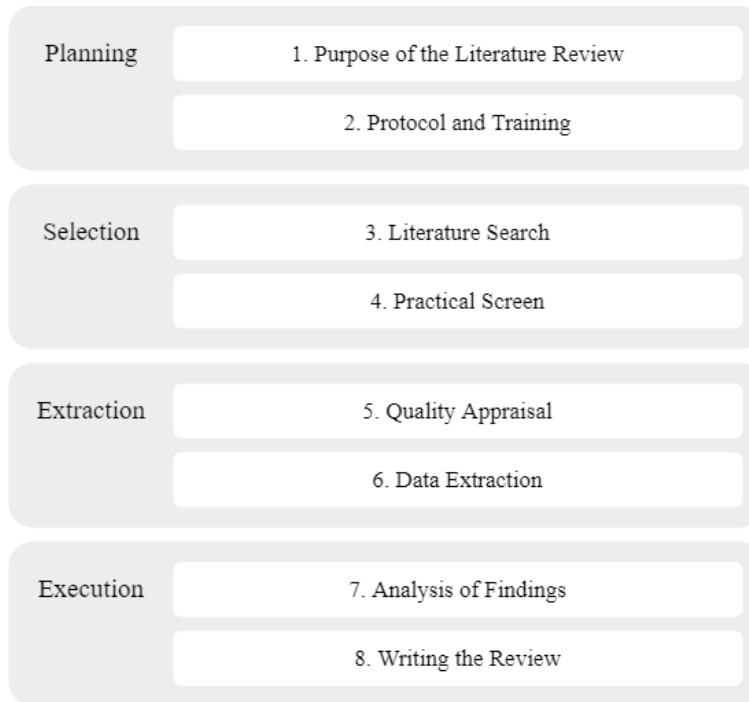 Planning
1. Purpose of the Literature Review
2. Protocol and Training
Selection
3. Literature Search
4. Practical Screen
Extraction
5. Quality Appraisal
6. Data Extraction
Execution
7. Analysis of Findings
8. Writing the Review